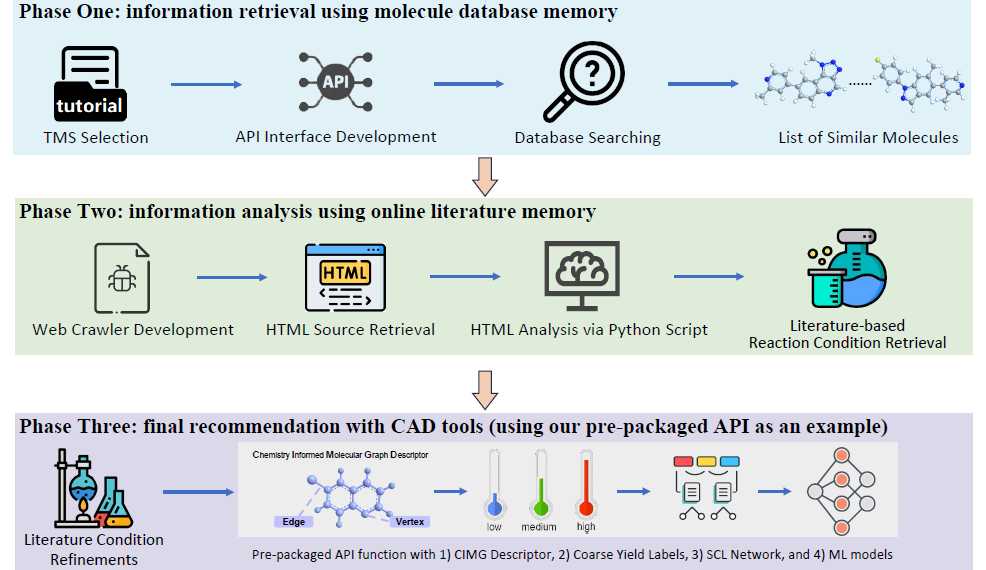 Phase One: information retrieval using molecule database memory
tutorial
API
?
TMS Selection
API Interface Development
Database Searching
......
List of Similar Molecules
Phase Two: information analysis using online literature memory
HTML
Web Crawler Development
HTML Source Retrieval
HTML Analysis via Python Script
Literature-based
Reaction Condition Retrieval
Phase Three: final recommendation with CAD tools (using our pre-packaged API as an example)
Chemistry Informed Molecular Graph Descriptor
Edge
Vertex
low
medium
high
Literature Condition
Refinements
Pre-packaged API function with 1) CIMG Descriptor, 2) Coarse Yield Labels, 3) SCL Network, and 4) ML models